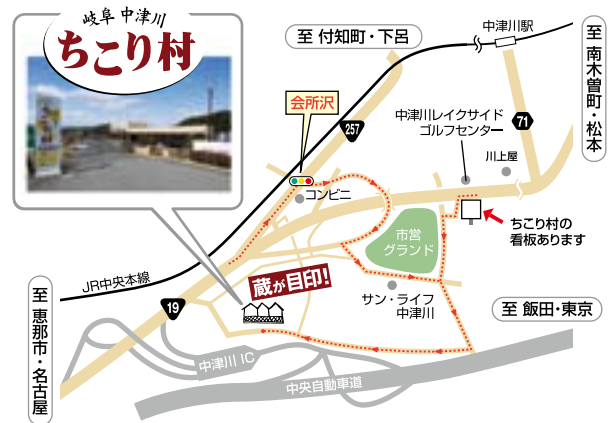 岐阜 中津川
ちこり村
至 付知町・下呂
中津川駅
至 南木曽町・松本
会所沢
257
71
中津川レイクサイド
ゴルフセンター
川上屋
コンビニ
市営
グランド
ちこり村の
看板あります
JR中央本線
蔵が目印!
19
サン・ライフ
中津川
至 飯田・東京
至 恵那市・名古屋
中津川 IC
中央自動車道